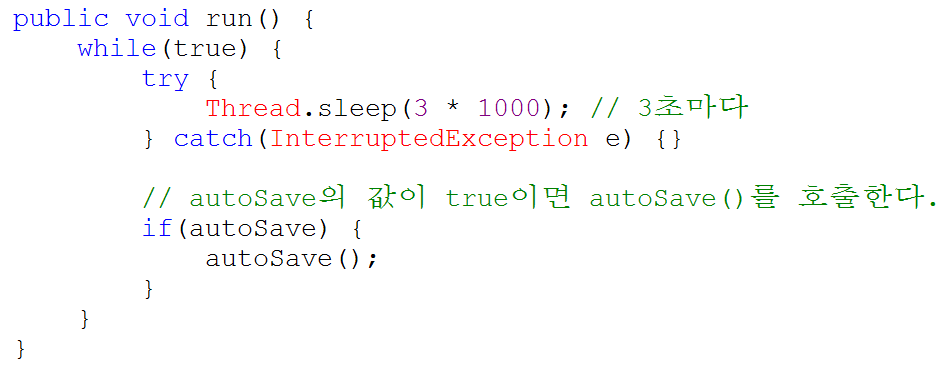 public void run() {
while(true) {
try {
Thread.sleep(3 * 1000); // 3초마다
} catch(InterruptedException e) {}
// autoSave의 값이 true이면 autoSave()를 호출한다.
if(autoSave) {
autoSave();
}
}
}